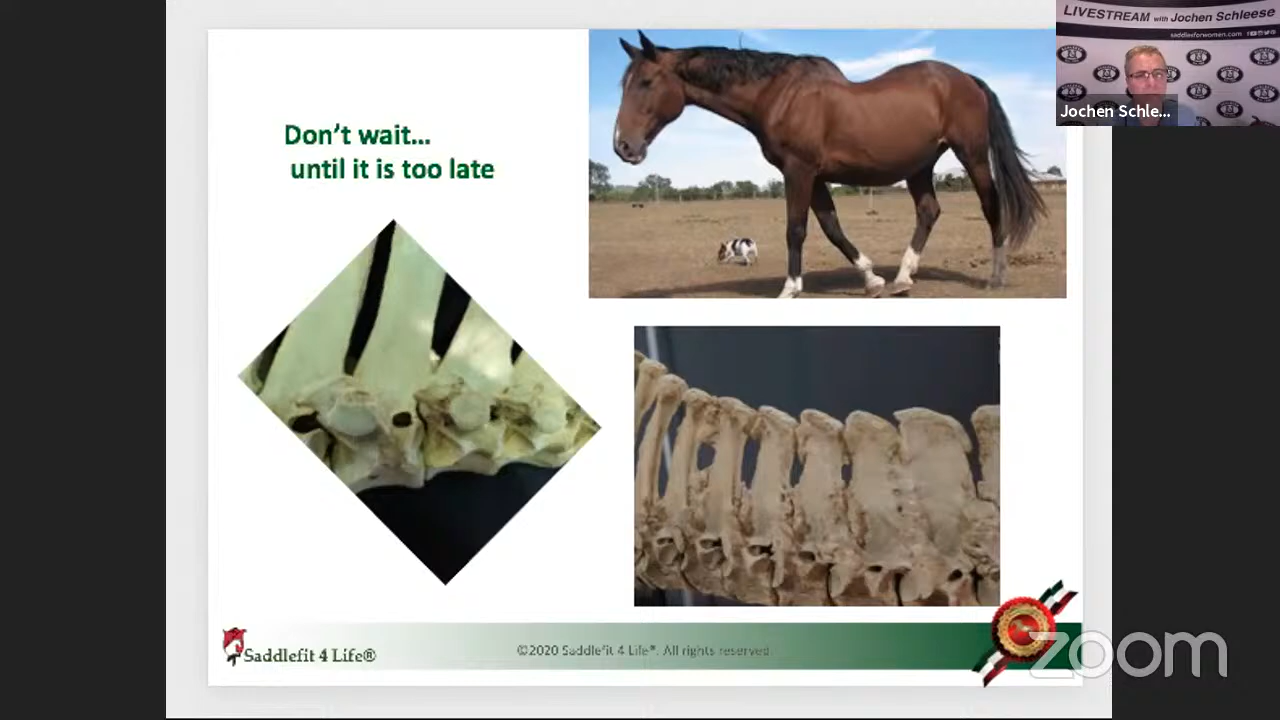 LIVESTREAM with Jochen Schleese
saddlesforwomen.com
Jochen Schle...
Don't wait...
until it is too late
Saddlefit 4 Life®
©2020 Saddlefit 4 Life®. All rights reserved
zoom